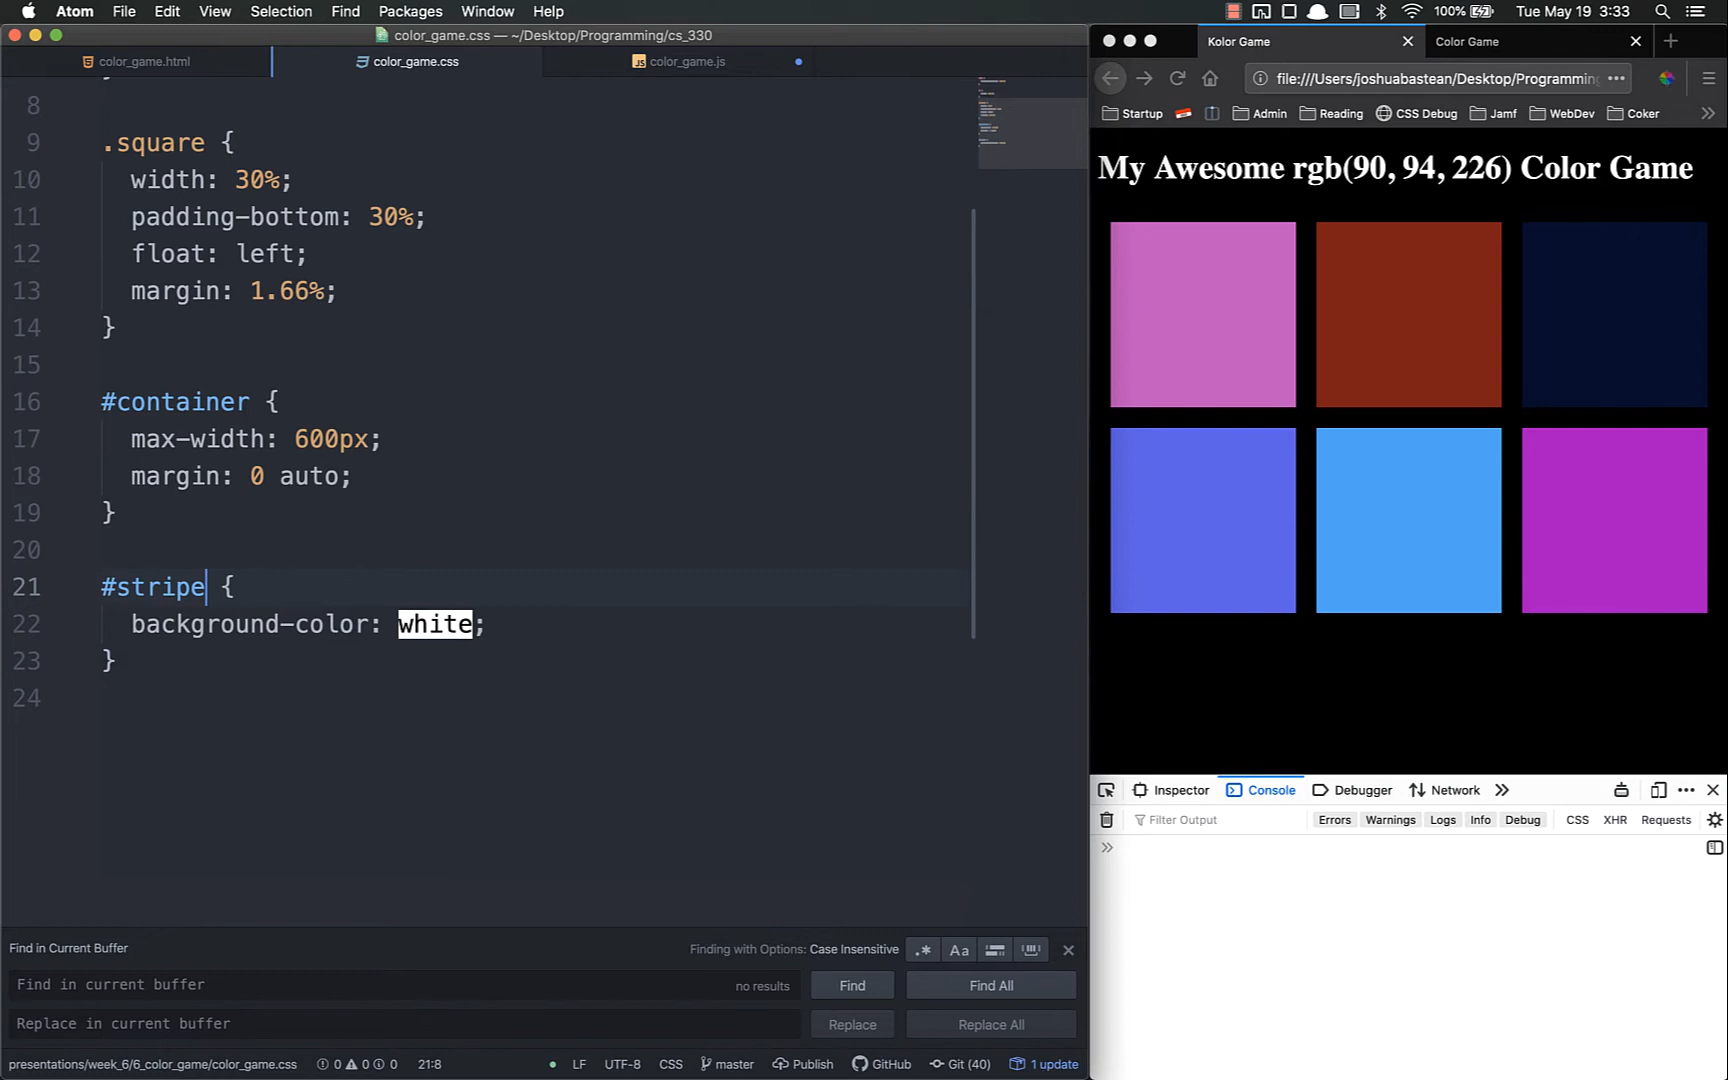 Atom File Edit View Selection Find Packages Window Help 100% Tue May 19 3:33
color_game.css — ~/Desktop/Programming/cs_330
color_game.html color_game.css color_game.js
8
9 .square {
10 width: 30%;
11 padding-bottom: 30%;
12 float: left;
13 margin: 1.66%;
14 }
15
16 #container {
17 max-width: 600px;
18 margin: 0 auto;
19 }
20
21 #stripe {
22 background-color: white;
23 }
24
Find in Current Buffer Finding with Options: Case Insensitive .* Aa
Find in current buffer no results Find Find All
Replace in current buffer Replace Replace All
presentations/week_6/6_color_game/color_game.css 0 0 0 21:8 LF UTF-8 CSS master Publish GitHub Git (40) 1 update
Kolor Game Color Game
file:///Users/joshuabastean/Desktop/Programmin
Startup Admin Reading CSS Debug Jamf WebDev Coker
My Awesome rgb(90, 94, 226) Color Game
Inspector Console Debugger Network
Filter Output Errors Warnings Logs Info Debug CSS XHR Requests